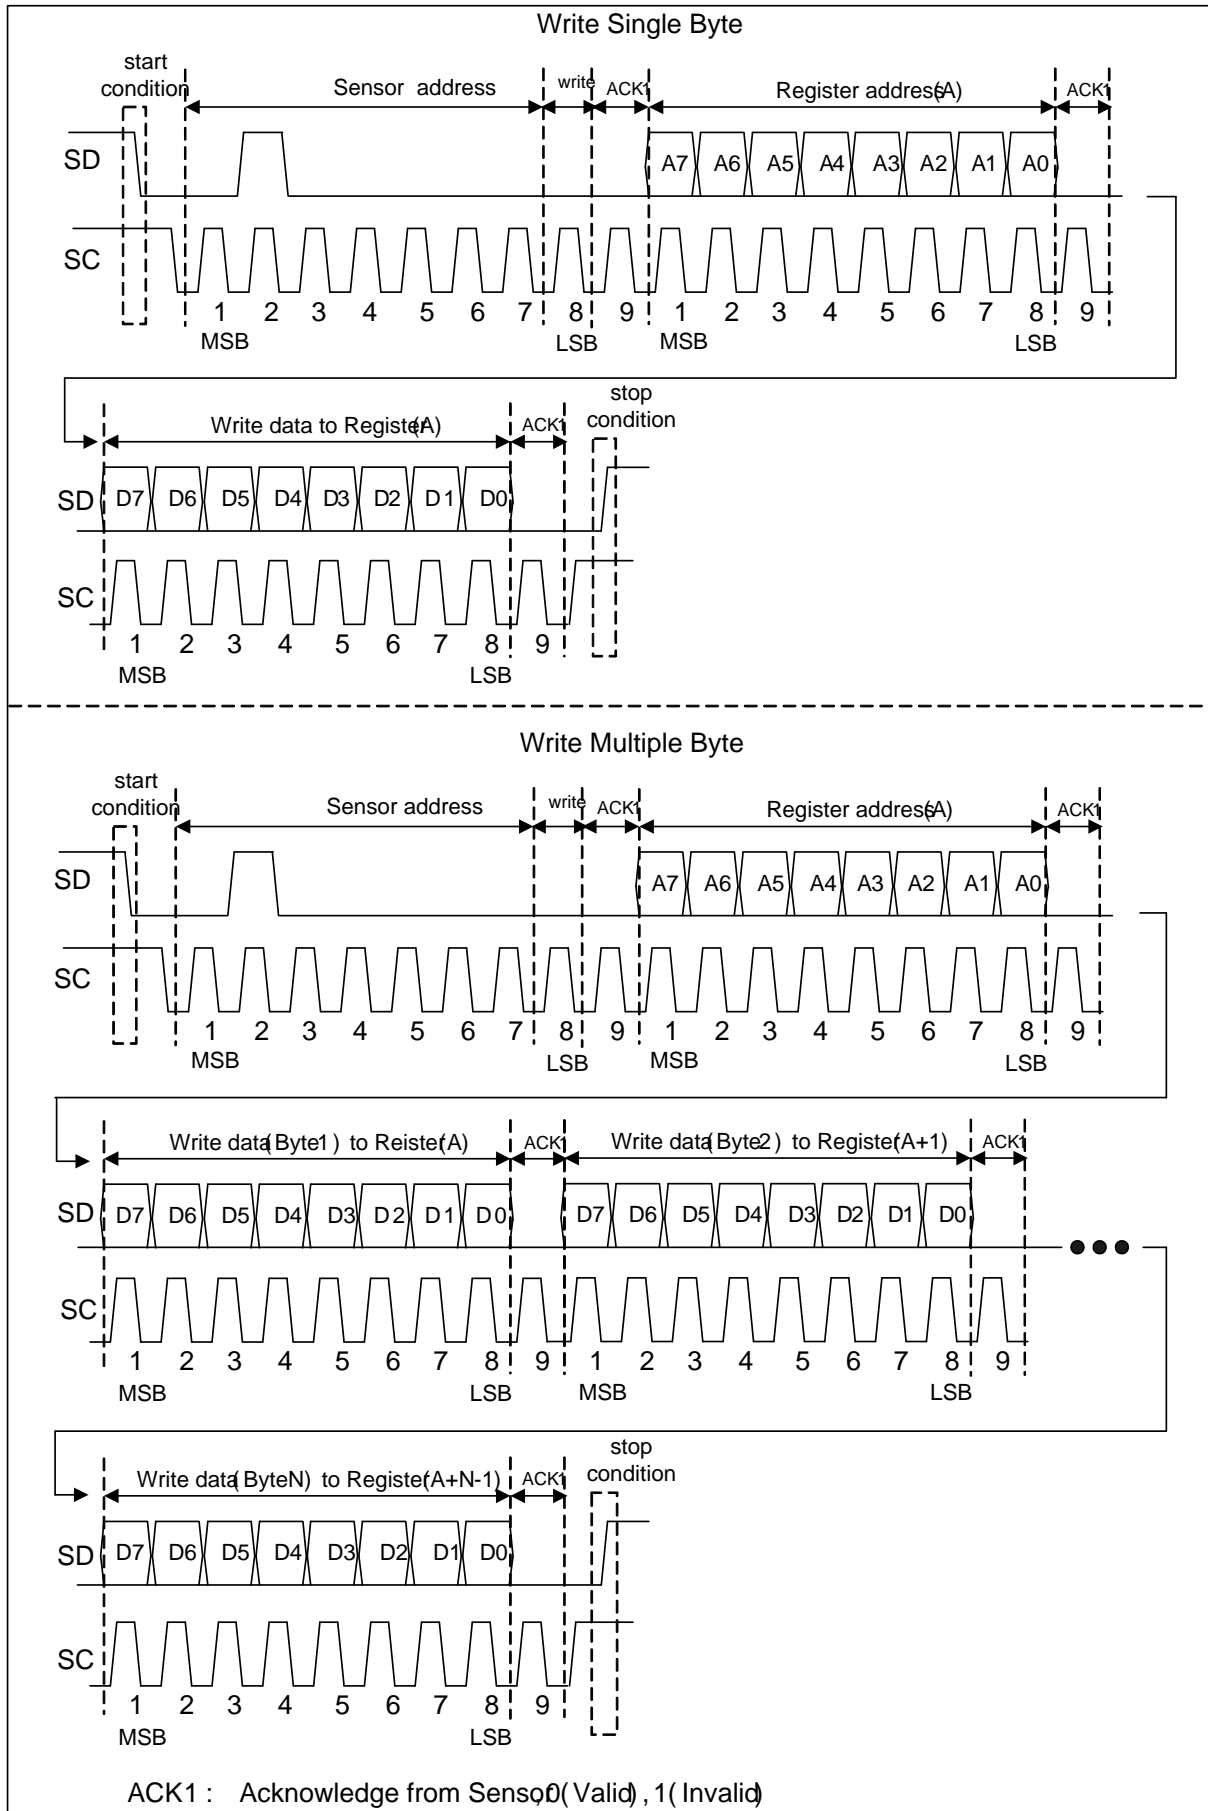 Write Single Byte
start
condition
Sensor address
write
ACK1
Register address(A)
ACK1
SD
A7 A6 A5 A4 A3 A2 A1 A0
SC
1 2 3 4 5 6 7 8 9 1 2 3 4 5 6 7 8 9
MSB LSB MSB LSB
stop
condition
Write data to Register(A)
ACK1
SD
D7 D6 D5 D4 D3 D2 D1 D0
SC
1 2 3 4 5 6 7 8 9
MSB LSB
Write Multiple Byte
start
condition
Sensor address
write
ACK1
Register address(A)
ACK1
SD
A7 A6 A5 A4 A3 A2 A1 A0
SC
1 2 3 4 5 6 7 8 9 1 2 3 4 5 6 7 8 9
MSB LSB MSB LSB
Write data(Byte1) to Reister(A)
ACK1
Write data(Byte2) to Register(A+1)
ACK1
SD
D7 D6 D5 D4 D3 D2 D1 D0 D7 D6 D5 D4 D3 D2 D1 D0
SC
1 2 3 4 5 6 7 8 9 1 2 3 4 5 6 7 8 9
MSB LSB MSB LSB
stop
condition
Write data(ByteN) to Register(A+N-1)
ACK1
SD
D7 D6 D5 D4 D3 D2 D1 D0
SC
1 2 3 4 5 6 7 8 9
MSB LSB
ACK1 : Acknowledge from Sensor,0(Valid),1(Invalid)